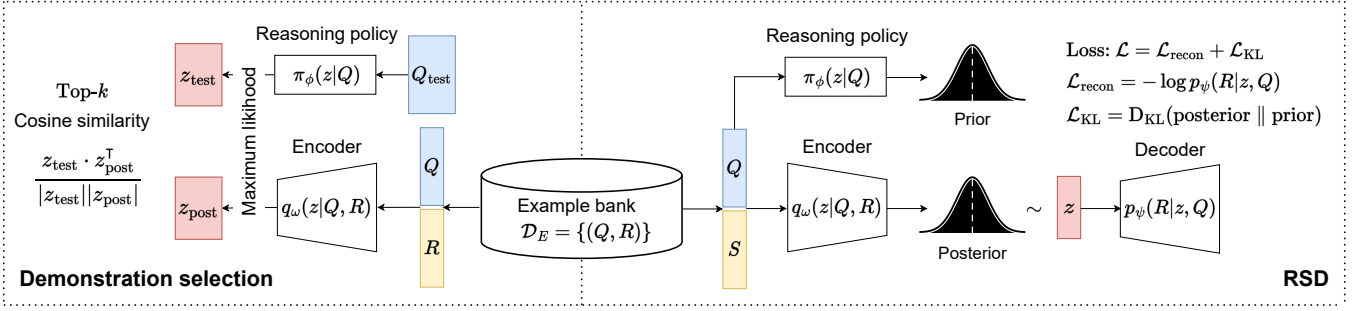 Reasoning policy
z_test
π_ϕ(z|Q)
Q_test
Top-k
Cosine similarity
z_test · z_post^⊤
|z_test||z_post|
Maximum likihood
Encoder
z_post
q_ω(z|Q, R)
Q
R
Demonstration selection
Example bank
𝒟_E = {(Q, R)}
Reasoning policy
π_ϕ(z|Q)
Prior
Loss: ℒ = ℒ_recon + ℒ_KL
ℒ_recon = −log p_ψ(R|z, Q)
ℒ_KL = D_KL(posterior ∥ prior)
Q
S
Encoder
q_ω(z|Q, R)
Posterior
~
z
Decoder
p_ψ(R|z, Q)
RSD